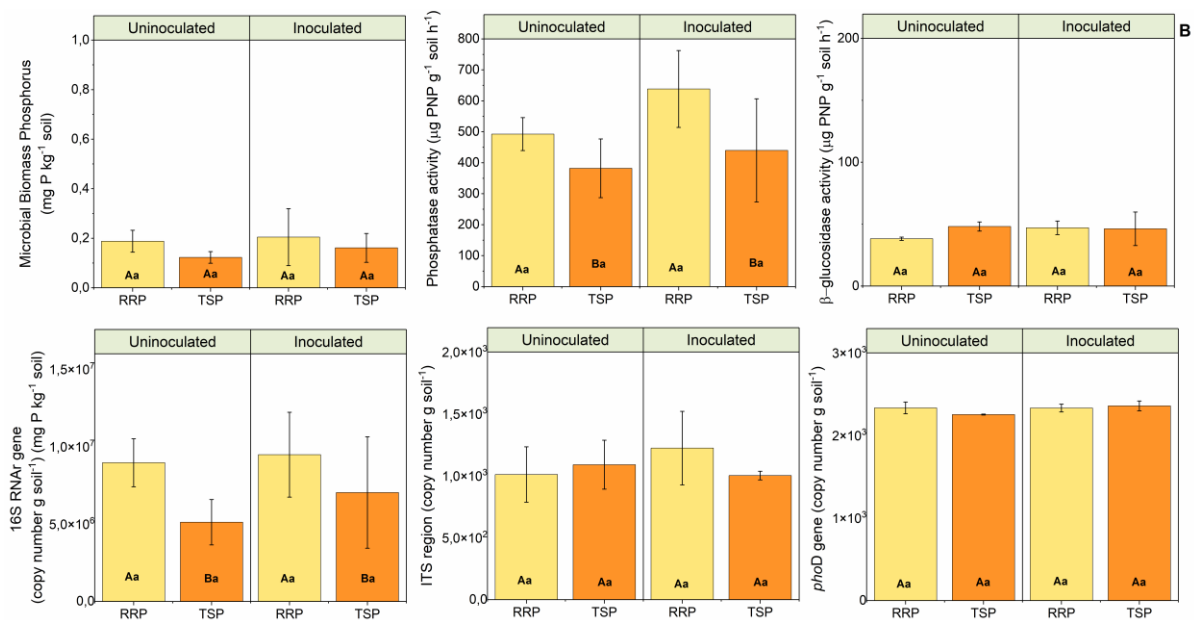 Uninoculated
Inoculated
Microbial Biomass Phosphorus
(mg P kg⁻¹ soil)
1,0
0,8
0,6
0,4
0,2
0,0
Aa
Aa
Aa
Aa
RRP
TSP
RRP
TSP
Uninoculated
Inoculated
Phosphatase activity (μg PNP g⁻¹ soil h⁻¹)
800
700
600
500
400
300
200
100
0
Aa
Ba
Aa
Ba
RRP
TSP
RRP
TSP
B
Uninoculated
Inoculated
β–glucosidase activity (μg PNP g⁻¹ soil h⁻¹)
200
100
0
Aa
Aa
Aa
Aa
RRP
TSP
RRP
TSP
Uninoculated
Inoculated
16S RNAr gene
(copy number g soil⁻¹) (mg P kg⁻¹ soil)
1,5×10⁷
1,0×10⁷
5,0×10⁶
0,0
Aa
Ba
Aa
Ba
RRP
TSP
RRP
TSP
Uninoculated
Inoculated
ITS region (copy number g soil⁻¹)
2,0×10³
1,5×10³
1,0×10³
5,0×10²
0,0
Aa
Aa
Aa
Aa
RRP
TSP
RRP
TSP
Uninoculated
Inoculated
phoD gene (copy number g soil⁻¹)
3×10³
2×10³
1×10³
0
Aa
Aa
Aa
Aa
RRP
TSP
RRP
TSP